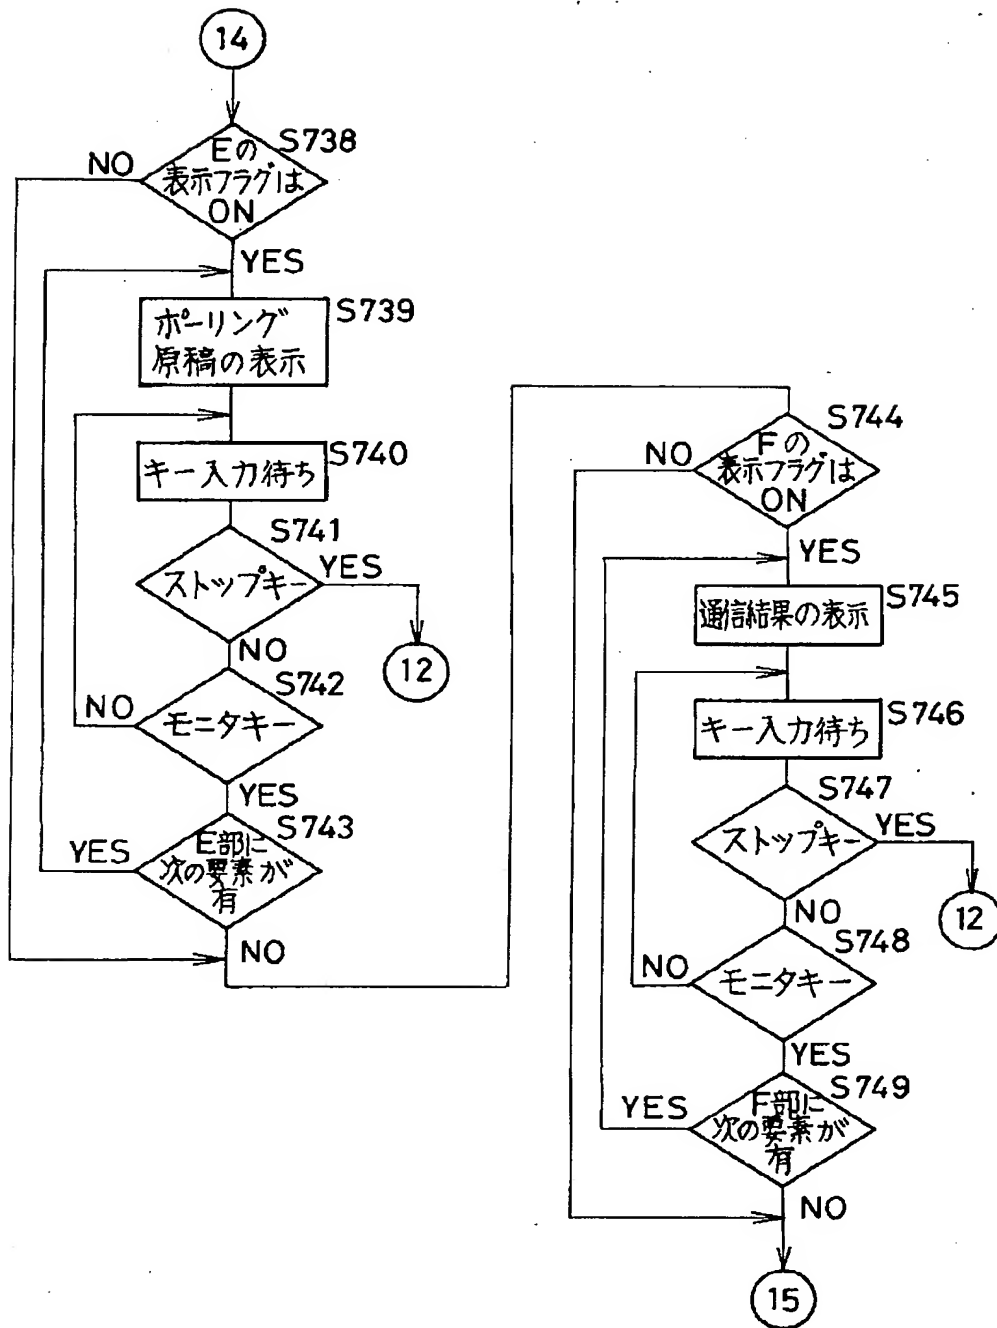 14
S738
Eの
表示フラグは
ON
NO
YES
S739
ポーリング
原稿の表示
S740
キー入力待ち
S741
ストップキー
YES
12
NO
S742
モニタキー
NO
YES
S743
E部に
次の要素が
有
YES
NO
S744
Fの
表示フラグは
ON
NO
YES
S745
通信結果の表示
S746
キー入力待ち
S747
ストップキー
YES
12
NO
S748
モニタキー
NO
YES
S749
F部に
次の要素が
有
YES
NO
15